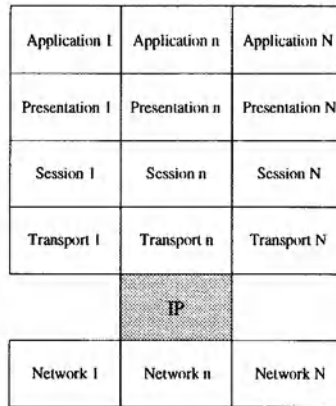 Application 1 Application n Application N
Presentation 1 Presentation n Presentation N
Session 1 Session n Session N
Transport 1 Transport n Transport N
IP
Network 1 Network n Network N